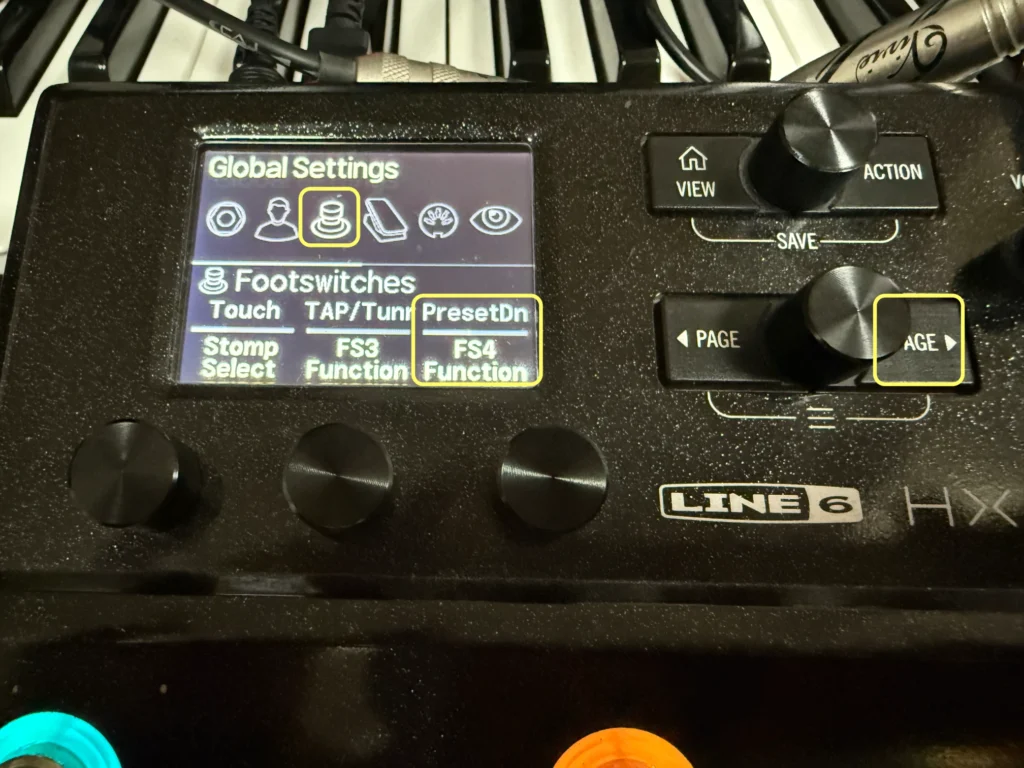 Global Settings
Footswitches
Touch TAP/Tunr PresetDn
Stomp FS3 FS4
Select Function Function
VIEW
ACTION
SAVE
PAGE
AGE
LINE 6
HX